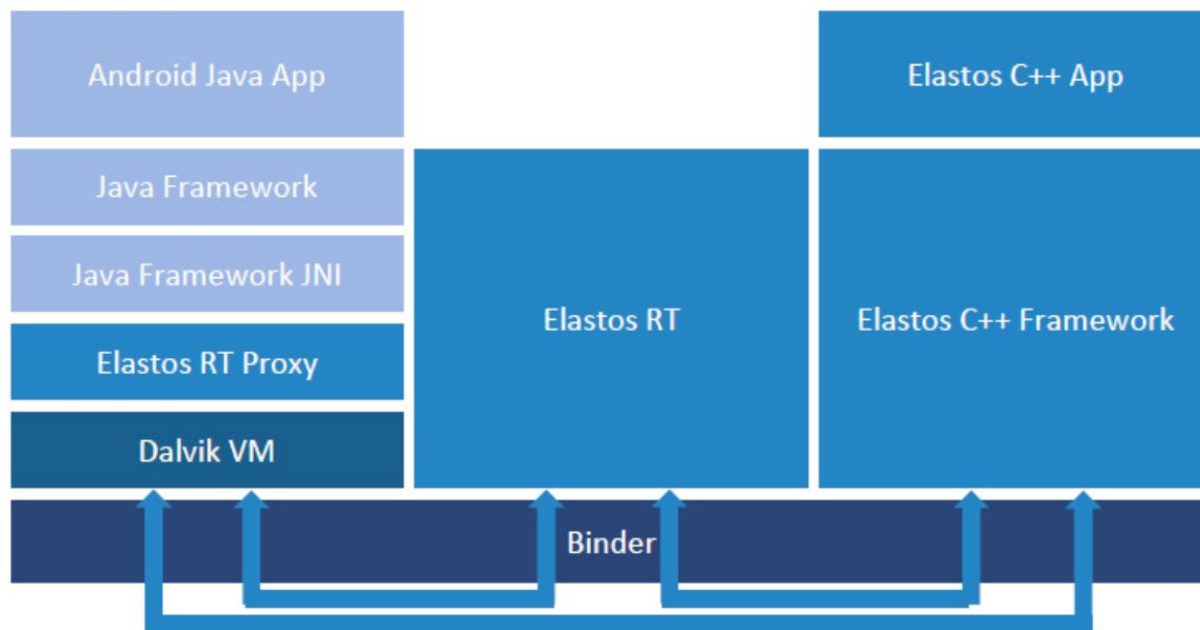 Android Java App
Elastos C++ App
Java Framework
Java Framework JNI
Elastos RT
Elastos C++ Framework
Elastos RT Proxy
Dalvik VM
Binder